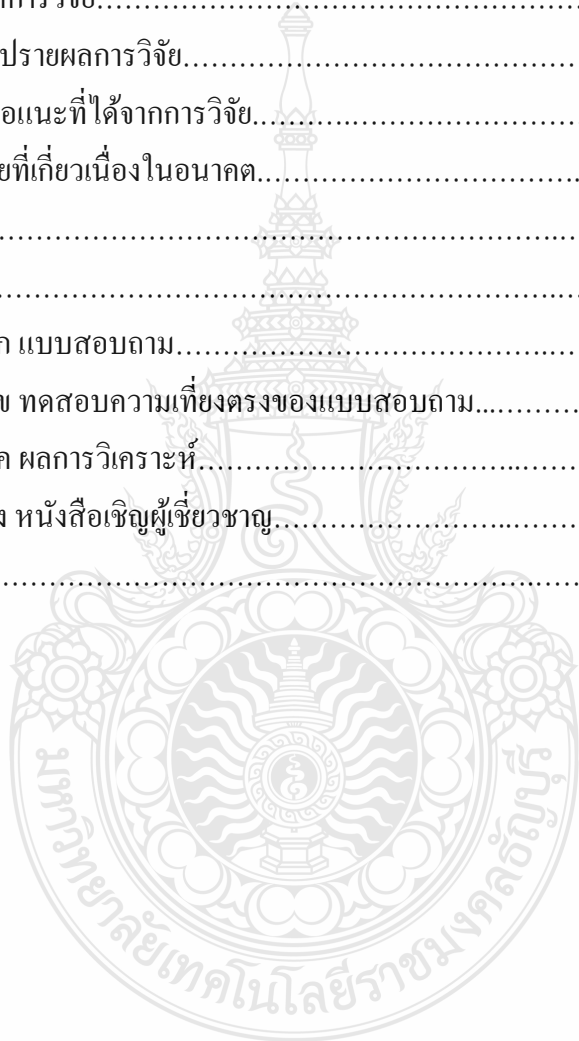 การวิจัย……………………………………………
ปรายผลการวิจัย……………………………………
อแนะที่ได้จากการวิจัย………………………………
ยที่เกี่ยวเนื่องในอนาคต………………………………
……………………………………………………
……………………………………………………
ก แบบสอบถาม……………………………………
ข ทดสอบความเที่ยงตรงของแบบสอบถาม……………
ค ผลการวิเคราะห์……………………………………
ง หนังสือเชิญผู้เชี่ยวชาญ……………………………
……………………………………………………
มหาวิทยาลัยเทคโนโลยีราชมงคลธัญบุรี